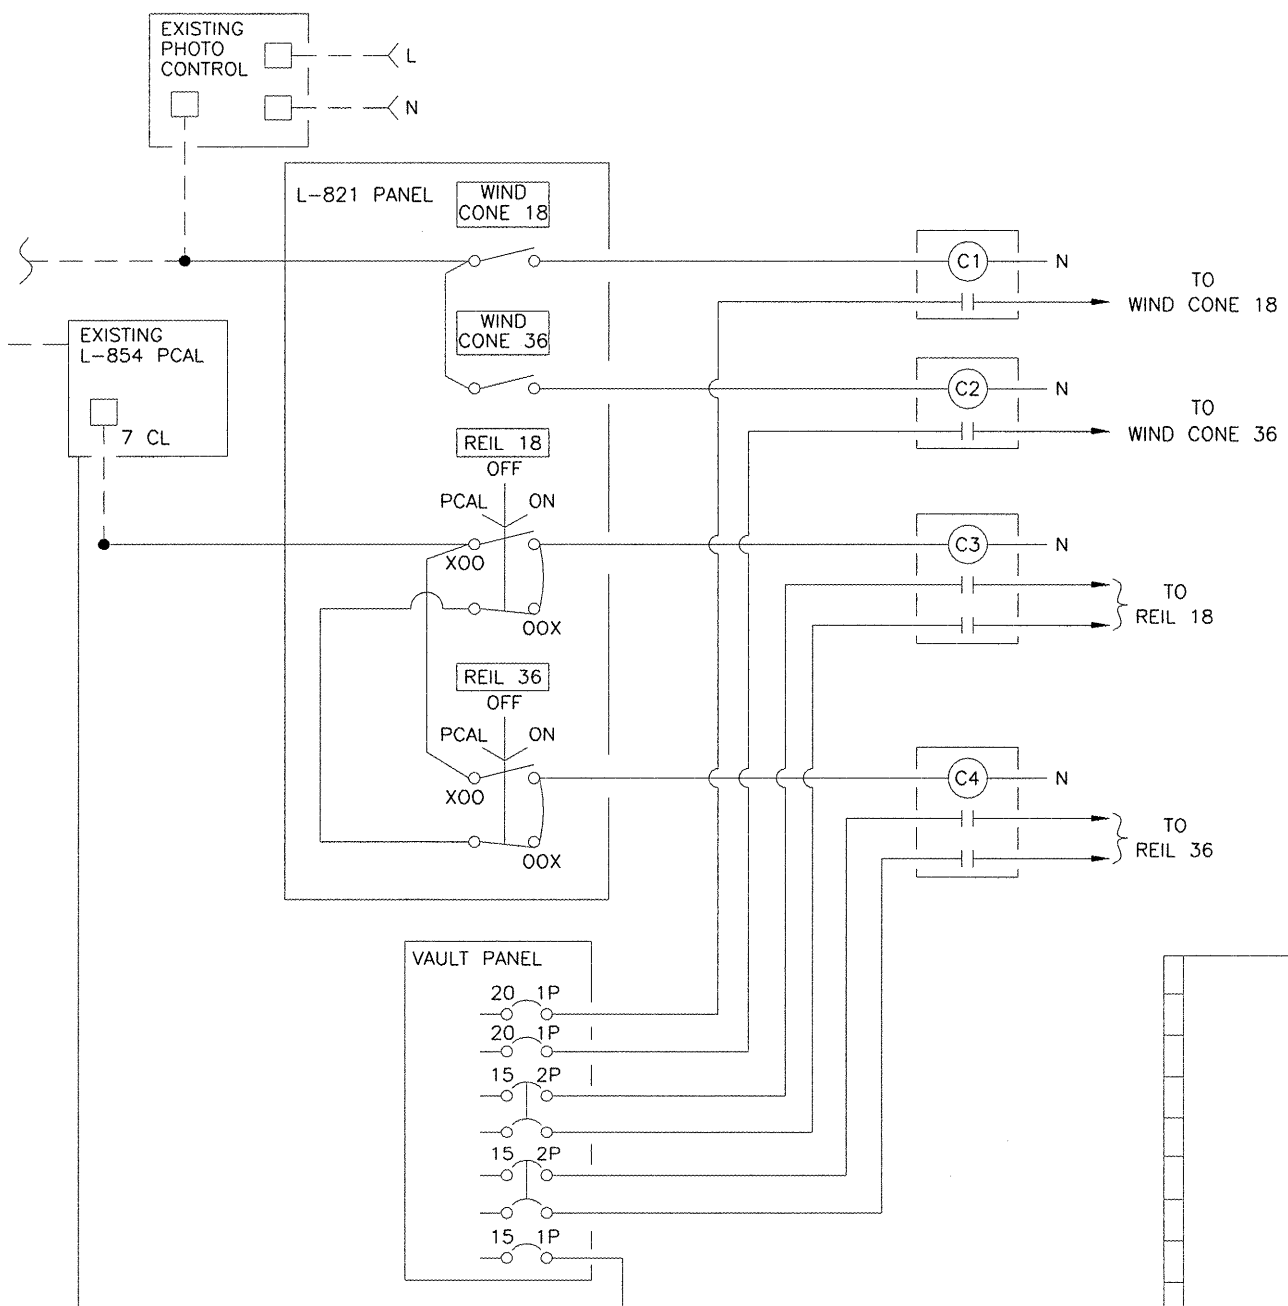 EXISTING
PHOTO
CONTROL
L
N
L-821 PANEL
WIND
CONE 18
C1
N
TO
WIND CONE 18
WIND
CONE 36
EXISTING
L-854 PCAL
7 CL
C2
N
TO
WIND CONE 36
REIL 18
OFF
PCAL
ON
XOO
OOX
C3
N
TO
REIL 18
REIL 36
OFF
PCAL
ON
XOO
OOX
C4
N
TO
REIL 36
VAULT PANEL
20 1P
20 1P
15 2P
15 2P
15 1P